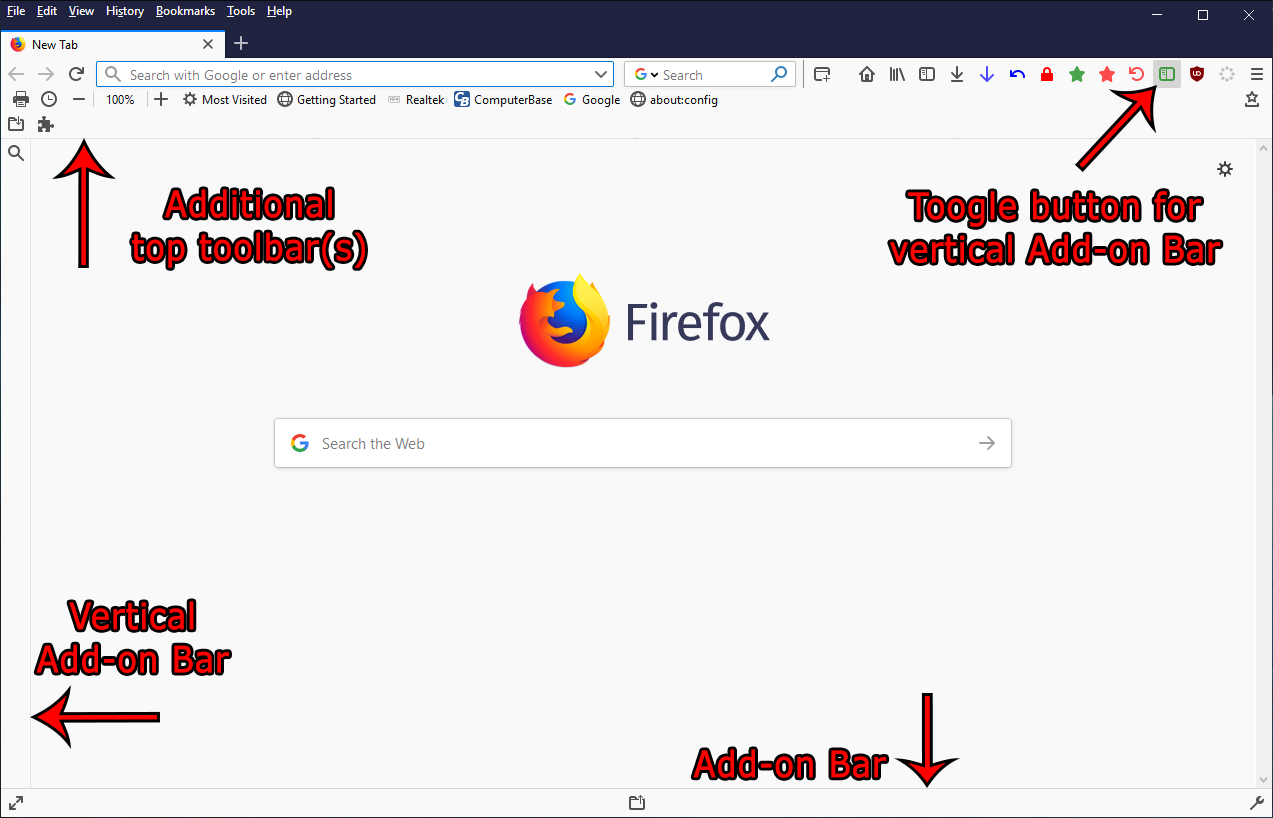 File Edit View History Bookmarks Tools Help
New Tab
Search with Google or enter address
Search
100% Most Visited Getting Started Realtek ComputerBase Google about:config
Additional
top toolbar(s)
Toogle button for
vertical Add-on Bar
Firefox
Search the Web
Vertical
Add-on Bar
Add-on Bar